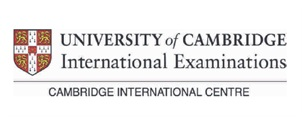 UNIVERSITY of CAMBRIDGE
International Examinations
CAMBRIDGE INTERNATIONAL CENTRE